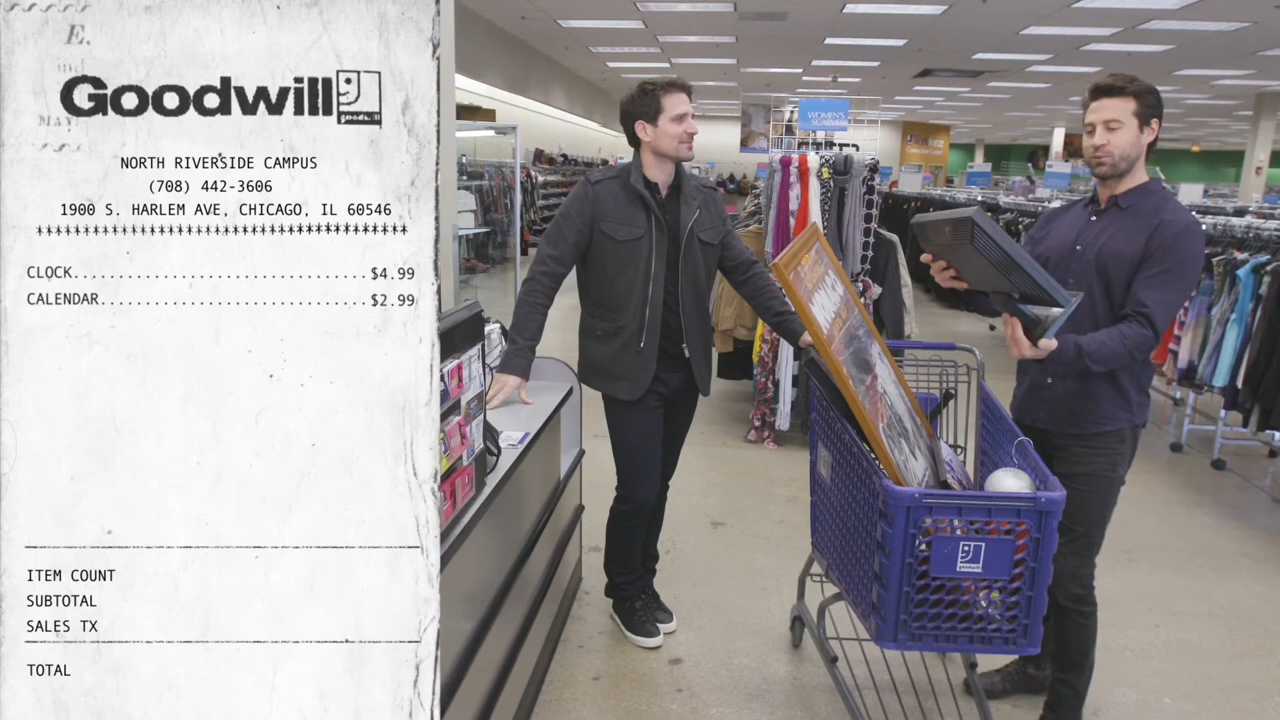 E.
Goodwill
goodwill
NORTH RIVERSIDE CAMPUS
(708) 442-3606
1900 S. HARLEM AVE, CHICAGO, IL 60546
****************************************
CLOCK.................................$4.99
CALENDAR..............................$2.99
ITEM COUNT
SUBTOTAL
SALES TX
TOTAL
WOMEN'S
goodwill